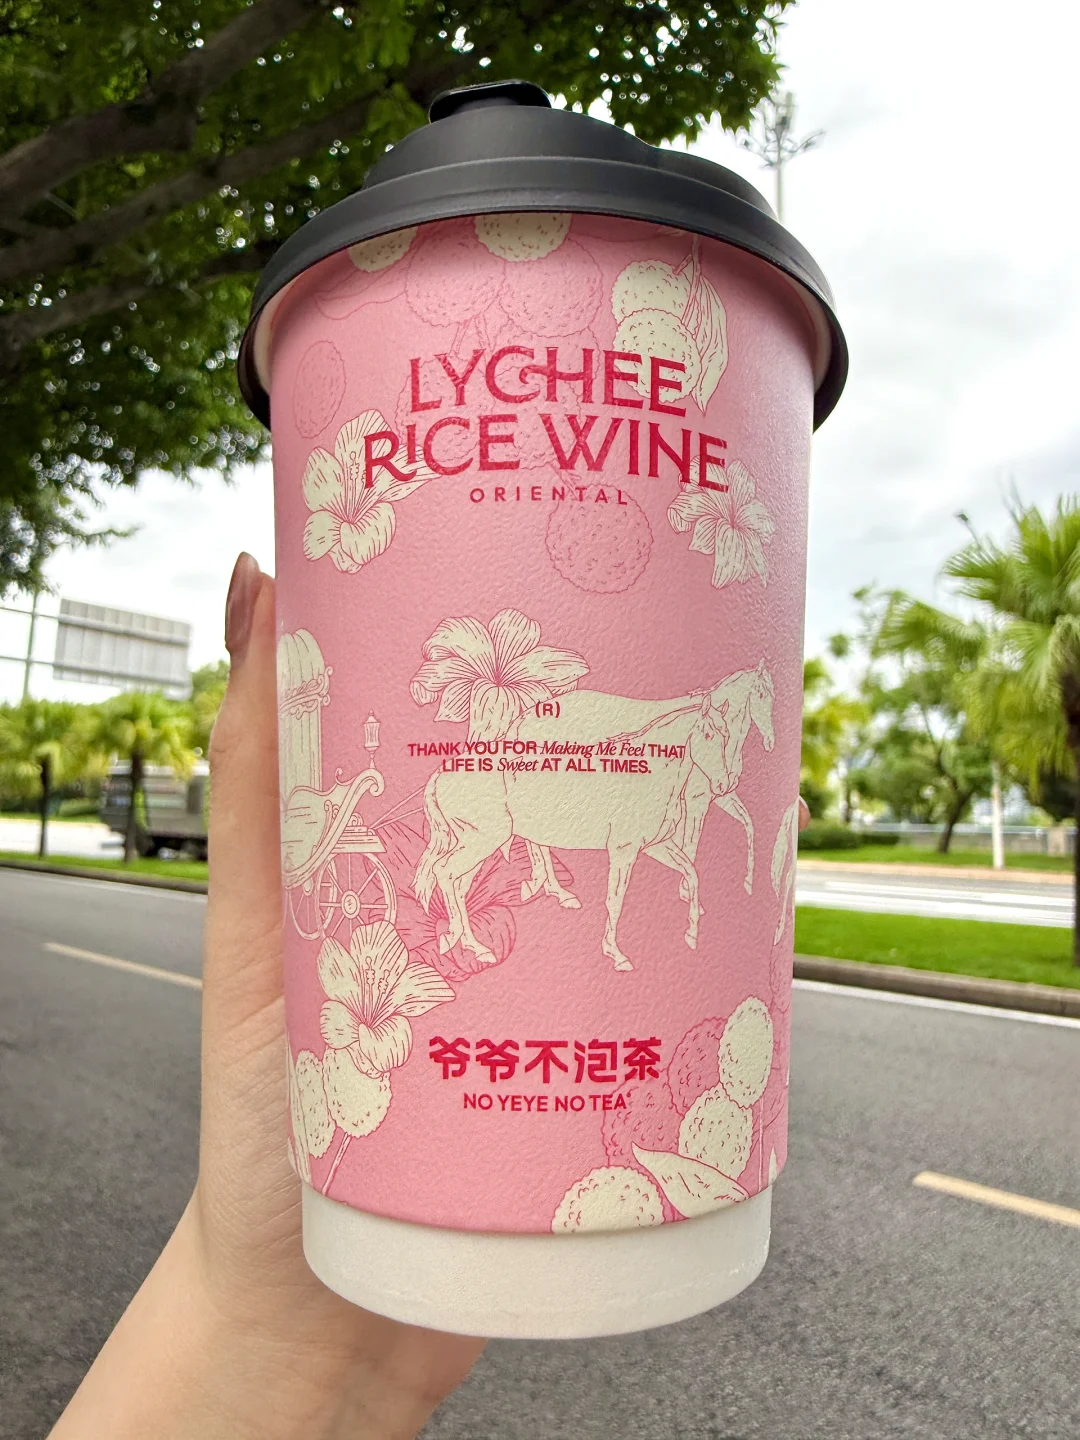 LYCHEE
RICE WINE
ORIENTAL
(R)
THANK YOU FOR Making Me Feel THAT
LIFE IS Sweet AT ALL TIMES.
爷爷不泡茶
NO YEYE NO TEA